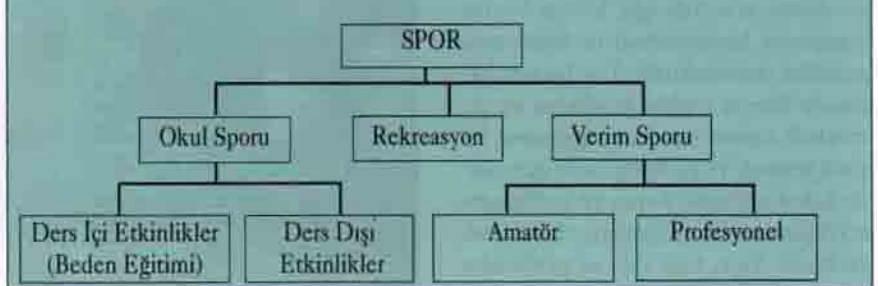 SPOR
Okul Sporu
Rekreasyon
Verim Sporu
Ders İçi Etkinlikler
(Beden Eğitimi)
Ders Dışı
Etkinlikler
Amatör
Profesyonel